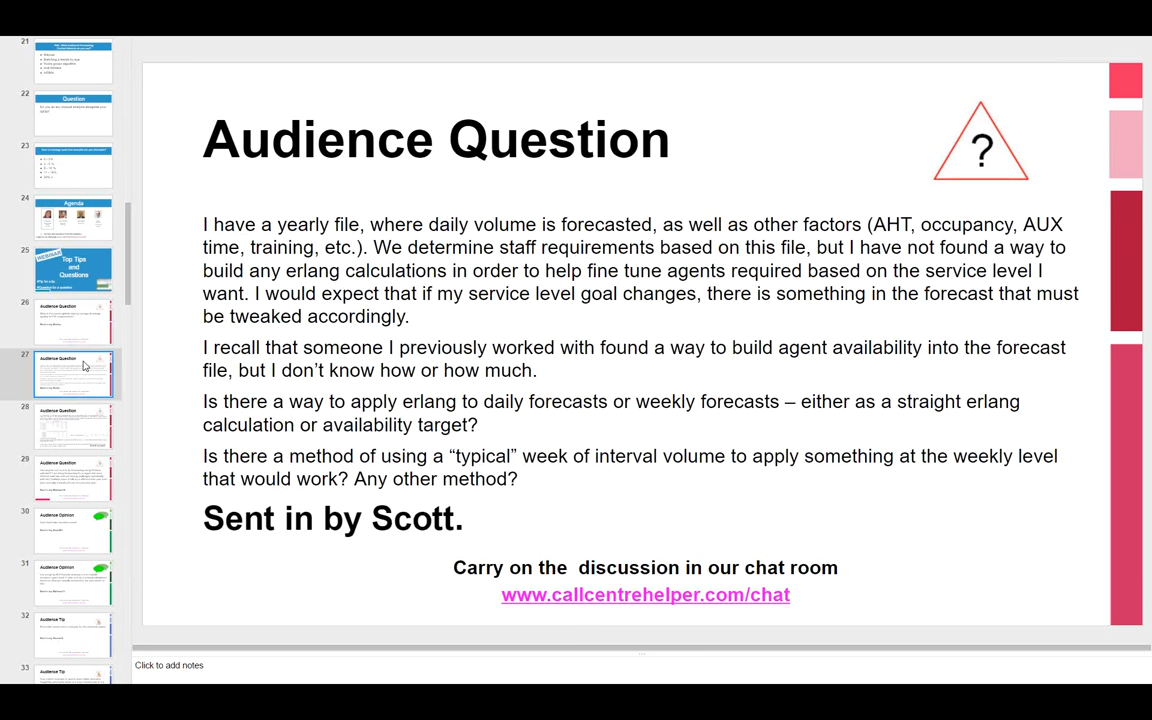 21
22
Question
23
24
Agenda
25
WEBINAR
Top Tips
and
Questions
26
Audience Question
27
Audience Question
28
Audience Question
29
Audience Question
30
Audience Opinion
31
Audience Opinion
32
Audience Tip
33
Audience Tip
Audience Question
?
I have a yearly file, where daily volume is forecasted, as well as other factors (AHT, occupancy, AUX
time, training, etc.). We determine staff requirements based on this file, but I have not found a way to
build any erlang calculations in order to help fine tune agents required based on the service level I
want. I would expect that if my service level goal changes, there is something in the forecast that must
be tweaked accordingly.
I recall that someone I previously worked with found a way to build agent availability into the forecast
file, but I don’t know how or how much.
Is there a way to apply erlang to daily forecasts or weekly forecasts – either as a straight erlang
calculation or availability target?
Is there a method of using a “typical” week of interval volume to apply something at the weekly level
that would work? Any other method?
Sent in by Scott.
Carry on the discussion in our chat room
www.callcentrehelper.com/chat
Click to add notes